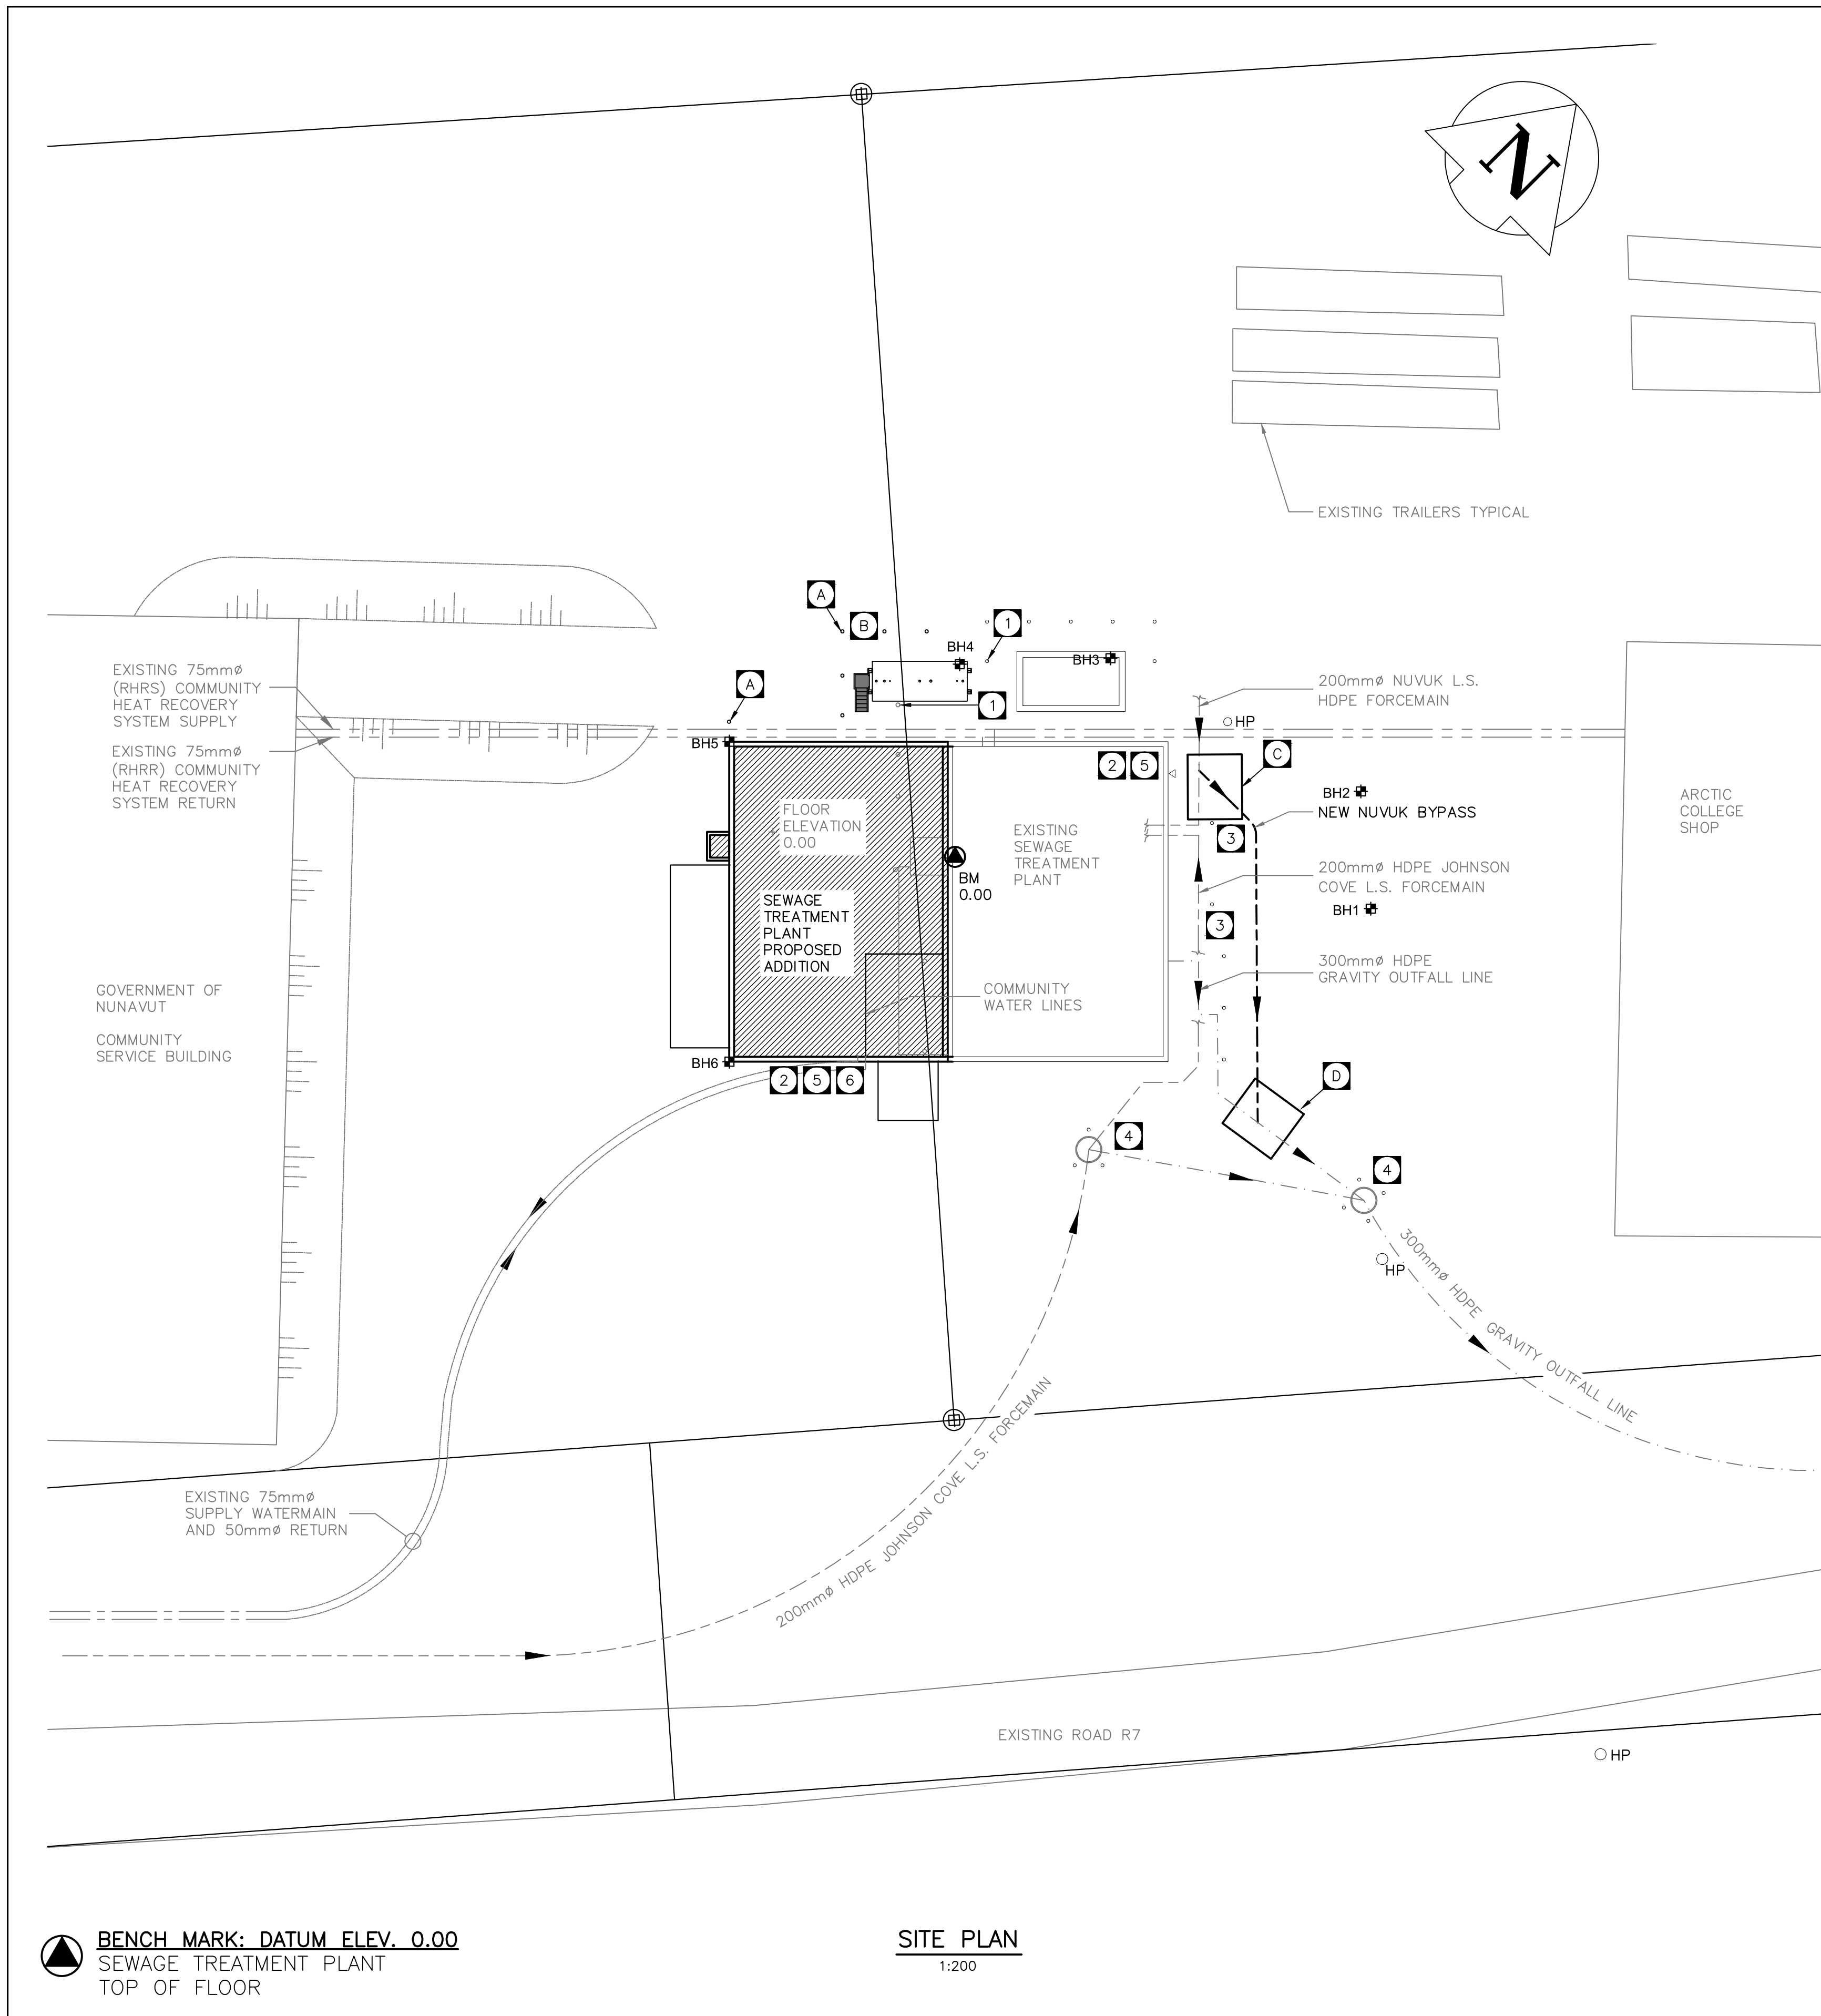 N
EXISTING TRAILERS TYPICAL
A
B
1
BH4
BH3
EXISTING 75mmø
(RHRS) COMMUNITY
HEAT RECOVERY
SYSTEM SUPPLY
A
1
200mmø NUVUK L.S.
HDPE FORCEMAIN
HP
EXISTING 75mmø
(RHRR) COMMUNITY
HEAT RECOVERY
SYSTEM RETURN
BH5
2 5
C
BH2
NEW NUVUK BYPASS
ARCTIC
COLLEGE
SHOP
FLOOR
ELEVATION
0.00
EXISTING
SEWAGE
TREATMENT
PLANT
3
BM
0.00
200mmø HDPE JOHNSON
COVE L.S. FORCEMAIN
BH1
SEWAGE
TREATMENT
PLANT
PROPOSED
ADDITION
3
300mmø HDPE
GRAVITY OUTFALL LINE
COMMUNITY
WATER LINES
GOVERNMENT OF
NUNAVUT
COMMUNITY
SERVICE BUILDING
BH6
2 5 6
D
4
4
HP
300mmø HDPE GRAVITY OUTFALL LINE
200mmø HDPE JOHNSON COVE L.S. FORCEMAIN
EXISTING 75mmø
SUPPLY WATERMAIN
AND 50mmø RETURN
EXISTING ROAD R7
HP
BENCH MARK: DATUM ELEV. 0.00
SEWAGE TREATMENT PLANT
TOP OF FLOOR
SITE PLAN
1:200